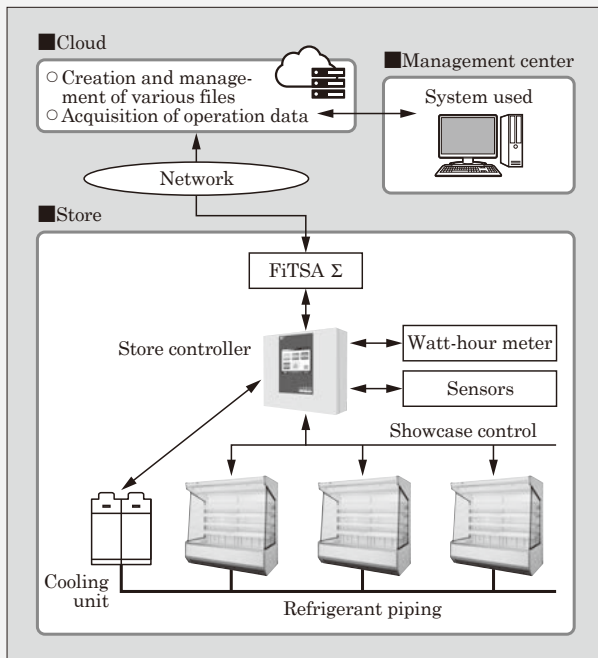 ■Cloud
○ Creation and manage-
ment of various files
○ Acquisition of operation data
■Management center
System used
Network
■Store
FiTSA Σ
Store controller
Watt-hour meter
Sensors
Showcase control
Cooling
unit
Refrigerant piping